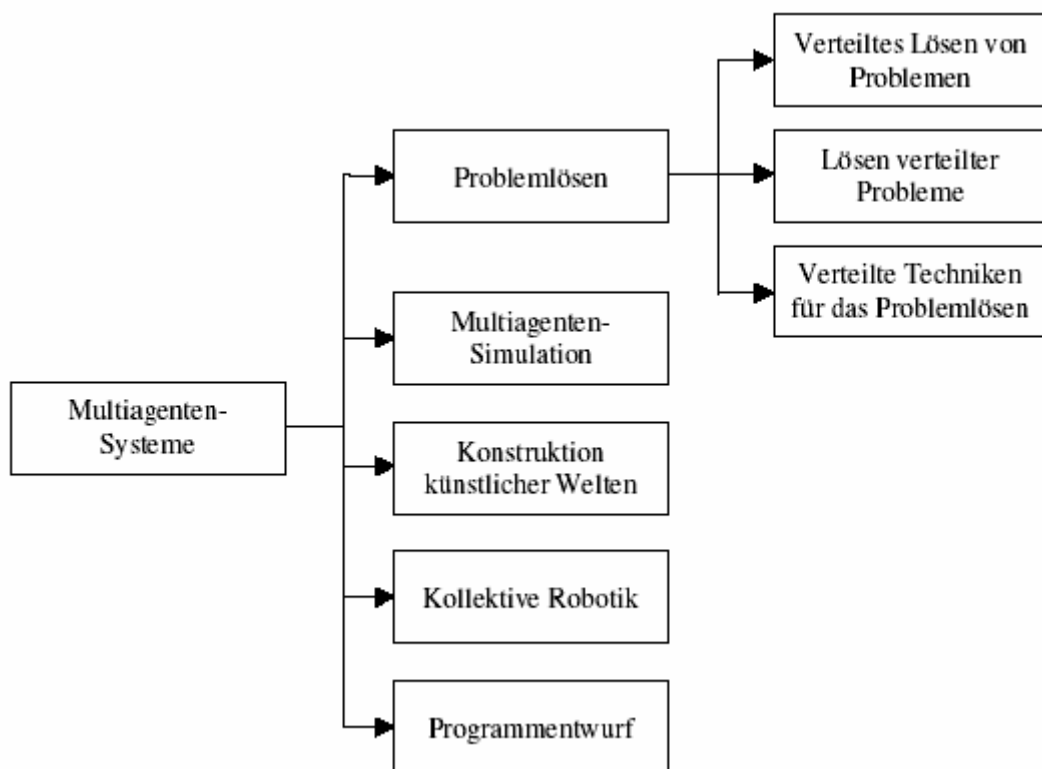 Verteiltes Lösen von
Problemen
Problemlösen
Lösen verteilter
Probleme
Verteilte Techniken
für das Problemlösen
Multiagenten-
Simulation
Multiagenten-
Systeme
Konstruktion
künstlicher Welten
Kollektive Robotik
Programmentwurf